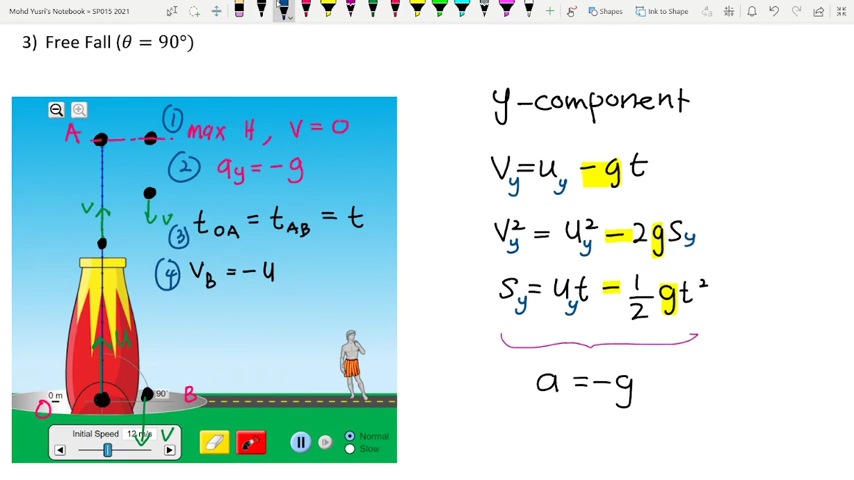 Mohd Yusri's Notebook » SP015 2021
Shapes
Ink to Shape
3) Free Fall (θ = 90°)
A
① max H, V = 0
② ay = -g
V
V
③ tOA = tAB = t
④ VB = -u
u
0 m
90°
O
B
V
Initial Speed 12 m/s
Normal
Slow
y-component
Vy = uy - gt
Vy² = uy² - 2gSy
Sy = uyt - 1/2 gt²
a = -g